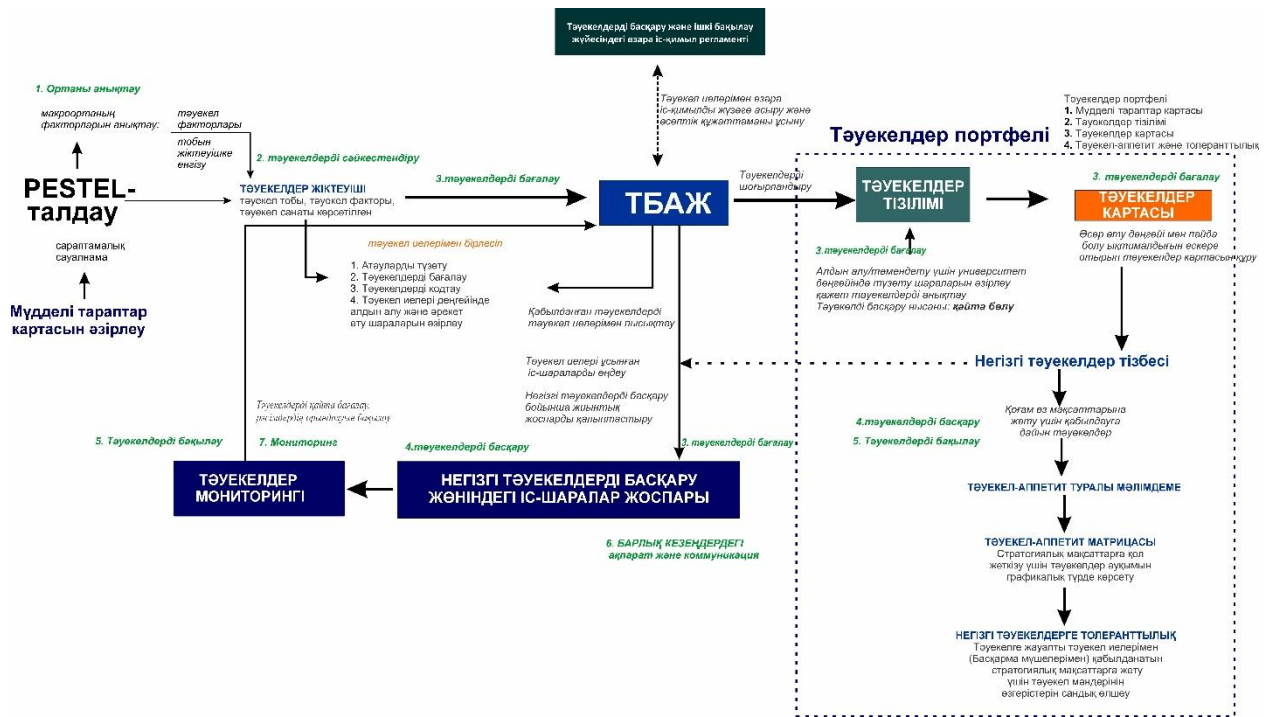 Тәуекелдерді басқару және ішкі бақылау
жүйесіндегі өзара іс-қимыл регламенті
1. Ортаны анықтау
макроортаның
факторларын анықтау:
тәуекел
факторлары
тобын
жіктеуішке
енгізу
Тәуекел иелерімен өзара
іс-қимылды жүзеге асыру және
есептік құжаттаманы ұсыну
Тәуекелдер портфелі
1. Мүдделі тараптар картасы
2. Тәуекелдер тізілімі
3. Тәуекелдер картасы
4. Тәуекел-аппетит және толеранттылық
Тәуекелдер портфелі
2. тәуекелдерді сәйкестендіру
PESTEL-
талдау
ТӘУЕКЕЛДЕР ЖІКТЕУІШІ
тәуекел тобы, тәуекел факторы,
тәуекел санаты көрсетілген
3.тәуекелдерді бағалау
ТБАЖ
Тәуекелдерді
шоғырландыру
ТӘУЕКЕЛДЕР
ТІЗІЛІМІ
3. тәуекелдерді бағалау
ТӘУЕКЕЛДЕР
КАРТАСЫ
сараптамалық
сауалнама
Мүдделі тараптар
картасын әзірлеу
тәуекел иелерімен бірлесіп
1. Атауларды түзету
2. Тәуекелдерді бағалау
3. Тәуекелдерді кодтау
4. Тәуекел иелері деңгейінде
алдын алу және әрекет
ету шараларын әзірлеу
3.тәуекелдерді бағалау
Алдын алу/төмендету үшін университет
деңгейінде түзету шараларын әзірлеу
қажет тәуекелдерді анықтау
Тәуекелді басқару нысаны: қайта бөлу
Әсер ету деңгейі мен пайда
болу ықтималдығын ескере
отырып тәуекелдер картасын құру
Қабылданған тәуекелдерді
тәуекел иелерімен пысықтау
Тәуекел иелері ұсынған
іс-шараларды өңдеу
Негізгі тәуекелдерді басқару
бойынша жиынтық
жоспарды қалыптастыру
Негізгі тәуекелдер тізбесі
Тәуекелдерді қайта бағалау,
Қоғам өз мақсаттарына
жету үшін қабылдауға
дайын тәуекелдер
4.тәуекелдерді басқару
5. Тәуекелдерді бақылау
5. Тәуекелдерді бақылау
7. Мониторинг
4.тәуекелдерді басқару
3. тәуекелдерді бағалау
ТӘУЕКЕЛДЕР
МОНИТОРИНГІ
НЕГІЗГІ ТӘУЕКЕЛДЕРДІ БАСҚАРУ
ЖӨНІНДЕГІ ІС-ШАРАЛАР ЖОСПАРЫ
6. БАРЛЫҚ КЕЗЕҢДЕРДЕГІ
ақпарат және коммуникация
ТӘУЕКЕЛ-АППЕТИТ ТУРАЛЫ МӘЛІМДЕМЕ
ТӘУЕКЕЛ-АППЕТИТ МАТРИЦАСЫ
Стратегиялық мақсаттарға қол
жеткізу үшін тәуекелдер ауқымын
графикалық түрде көрсету
НЕГІЗГІ ТӘУЕКЕЛДЕРГЕ ТОЛЕРАНТТЫЛЫҚ
Тәуекелге жауапты тәуекел иелерімен
(Басқарма мүшелерімен) қабылданатын
стратегиялық мақсаттарға жету
үшін тәуекел мәндерінің
өзгерістерін сандық өлшеу